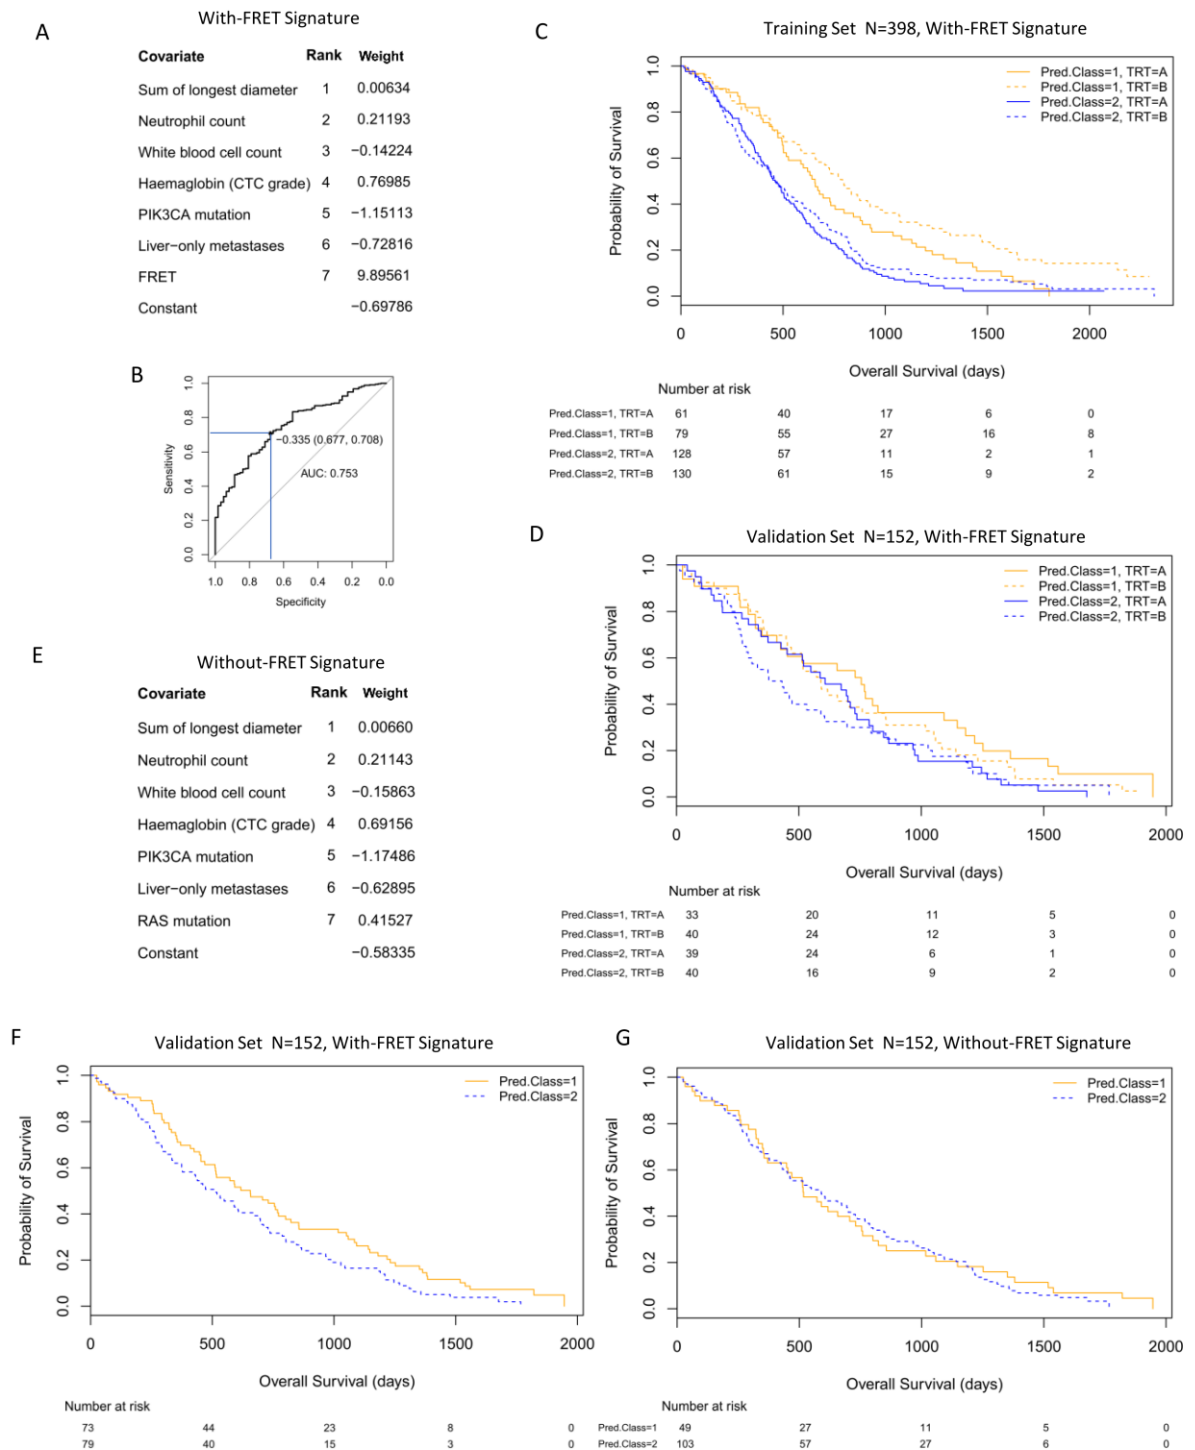 A
With-FRET Signature
Covariate Rank Weight
Sum of longest diameter 1 0.00634
Neutrophil count 2 0.21193
White blood cell count 3 −0.14224
Haemaglobin (CTC grade) 4 0.76985
PIK3CA mutation 5 −1.15113
Liver−only metastases 6 −0.72816
FRET 7 9.89561
Constant −0.69786
B
Sensitivity
1.0
0.8
0.6
0.4
0.2
0.0
−0.335 (0.677, 0.708)
AUC: 0.753
1.0 0.8 0.6 0.4 0.2 0.0
Specificity
C
Training Set N=398, With-FRET Signature
Pred.Class=1, TRT=A
Pred.Class=1, TRT=B
Pred.Class=2, TRT=A
Pred.Class=2, TRT=B
Probability of Survival
1.0
0.8
0.6
0.4
0.2
0.0
0 500 1000 1500 2000
Overall Survival (days)
Number at risk
Pred.Class=1, TRT=A 61 40 17 6 0
Pred.Class=1, TRT=B 79 55 27 16 8
Pred.Class=2, TRT=A 128 57 11 2 1
Pred.Class=2, TRT=B 130 61 15 9 2
D
Validation Set N=152, With-FRET Signature
Pred.Class=1, TRT=A
Pred.Class=1, TRT=B
Pred.Class=2, TRT=A
Pred.Class=2, TRT=B
Probability of Survival
1.0
0.8
0.6
0.4
0.2
0.0
0 500 1000 1500 2000
Overall Survival (days)
Number at risk
Pred.Class=1, TRT=A 33 20 11 5 0
Pred.Class=1, TRT=B 40 24 12 3 0
Pred.Class=2, TRT=A 39 24 6 1 0
Pred.Class=2, TRT=B 40 16 9 2 0
E
Without-FRET Signature
Covariate Rank Weight
Sum of longest diameter 1 0.00660
Neutrophil count 2 0.21143
White blood cell count 3 −0.15863
Haemaglobin (CTC grade) 4 0.69156
PIK3CA mutation 5 −1.17486
Liver−only metastases 6 −0.62895
RAS mutation 7 0.41527
Constant −0.58335
F
Validation Set N=152, With-FRET Signature
Pred.Class=1
Pred.Class=2
Probability of Survival
1.0
0.8
0.6
0.4
0.2
0.0
0 500 1000 1500 2000
Overall Survival (days)
Number at risk
73 44 23 8 0
79 40 15 3 0
G
Validation Set N=152, Without-FRET Signature
Pred.Class=1
Pred.Class=2
Probability of Survival
1.0
0.8
0.6
0.4
0.2
0.0
0 500 1000 1500 2000
Overall Survival (days)
Number at risk
Pred.Class=1 49 27 11 5 0
Pred.Class=2 103 57 27 6 0